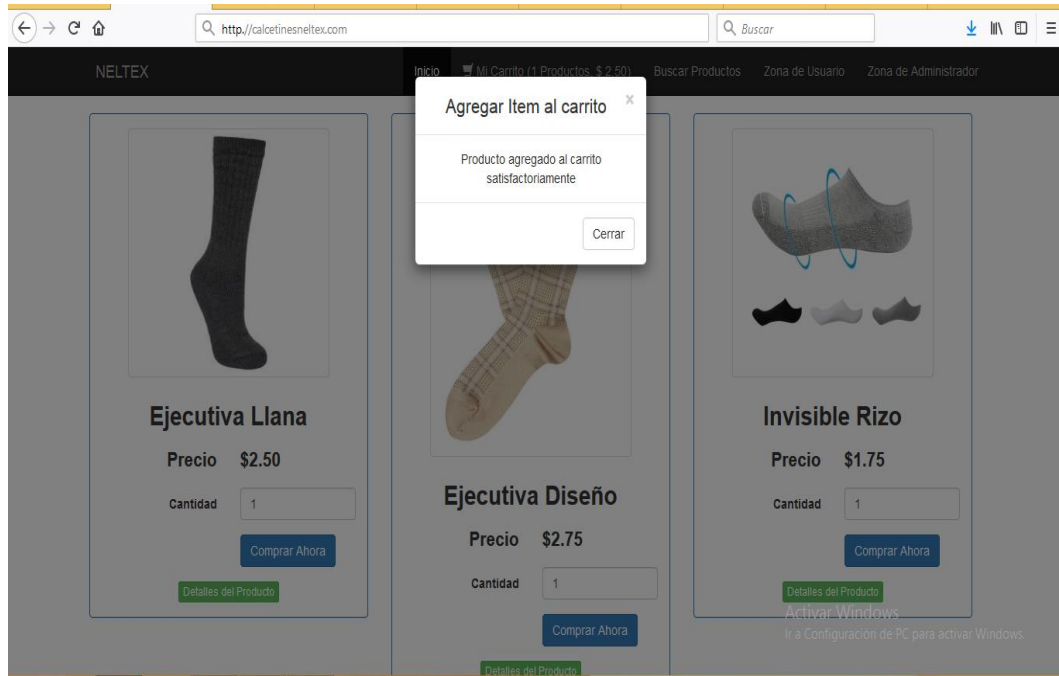 http.//calcetinesneltex.com
Buscar
NELTEX
Inicio
Mi Carrito (1 Productos, $ 2.50)
Buscar Productos
Zona de Usuario
Zona de Administrador
Agregar Item al carrito
x
Producto agregado al carrito
satisfactoriamente
Cerrar
Ejecutiva Llana
Precio $2.50
Cantidad 1
Comprar Ahora
Detalles del Producto
Ejecutiva Diseño
Precio $2.75
Cantidad 1
Comprar Ahora
Detalles del Producto
Invisible Rizo
Precio $1.75
Cantidad 1
Comprar Ahora
Detalles del Producto
Activar Windows
Ir a Configuración de PC para activar Windows.